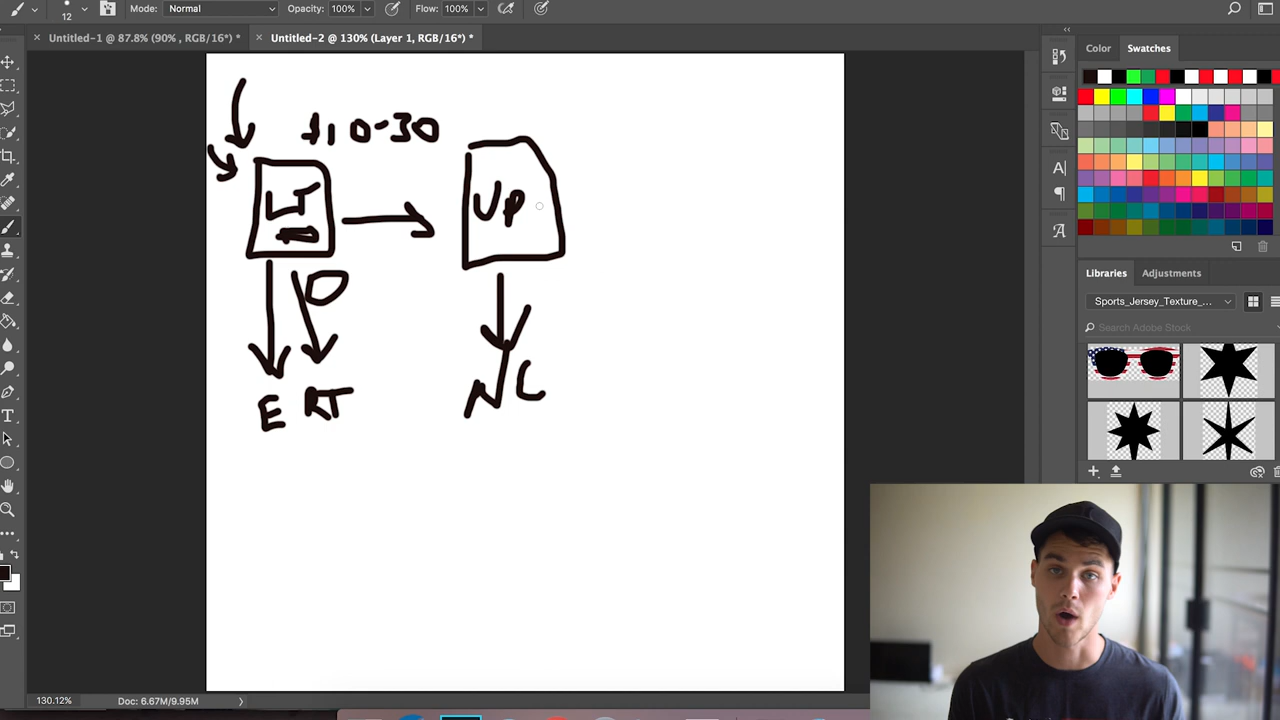 12
Mode: Normal Opacity: 100% Flow: 100%
Untitled-1 @ 87.8% (90% , RGB/16*) *
Untitled-2 @ 130% (Layer 1, RGB/16*) *
Color Swatches
+10-30
LT
UP
E RT
NC
Libraries Adjustments
Sports_Jersey_Texture_...
Search Adobe Stock
130.12% Doc: 6.67M/9.95M